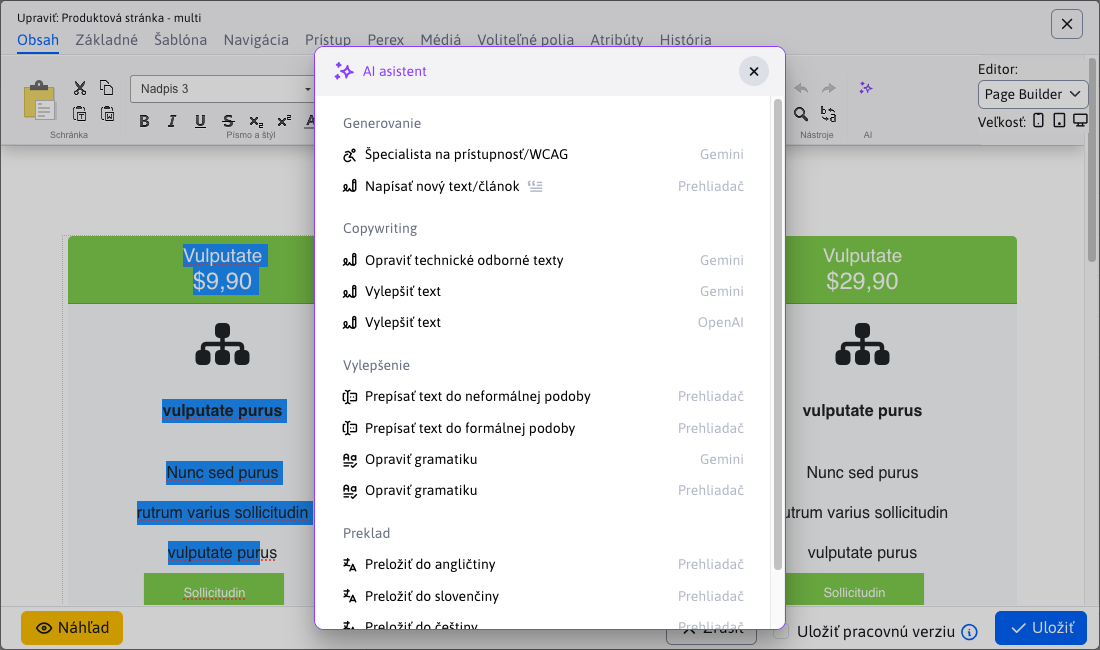 Upraviť: Produktová stránka - multi
Obsah Základné Šablóna Navigácia Prístup Perex Médiá Voliteľné polia Atribúty História
Nadpis 3
Schránka
Písmo a štýl
Nástroje
AI
Editor:
Page Builder
Veľkosť:
AI asistent
Generovanie
Špecialista na prístupnosť/WCAG Gemini
Napísať nový text/článok Prehliadač
Copywriting
Opraviť technické odborné texty Gemini
Vylepšiť text Gemini
Vylepšiť text OpenAI
Vylepšenie
Prepísať text do neformálnej podoby Prehliadač
Prepísať text do formálnej podoby Prehliadač
Opraviť gramatiku Gemini
Opraviť gramatiku Prehliadač
Preklad
Preložiť do angličtiny Prehliadač
Preložiť do slovenčiny Prehliadač
Preložiť do češtiny Prehliadač
Vulputate
$9,90
vulputate purus
Nunc sed purus
rutrum varius sollicitudin
vulputate purus
Sollicitudin
Vulputate
$29,90
vulputate purus
Nunc sed purus
utrum varius sollicitudin
vulputate purus
Sollicitudin
Náhľad
Zrušiť
Uložiť pracovnú verziu
Uložiť